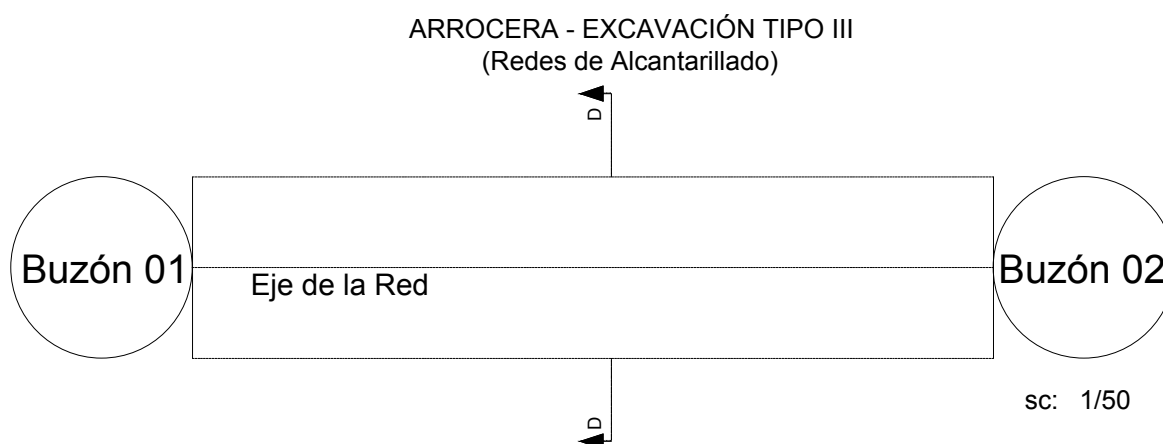 ARROCERA - EXCAVACIÓN TIPO III
(Redes de Alcantarillado)
D
Buzón 01
Eje de la Red
Buzón 02
sc: 1/50
D